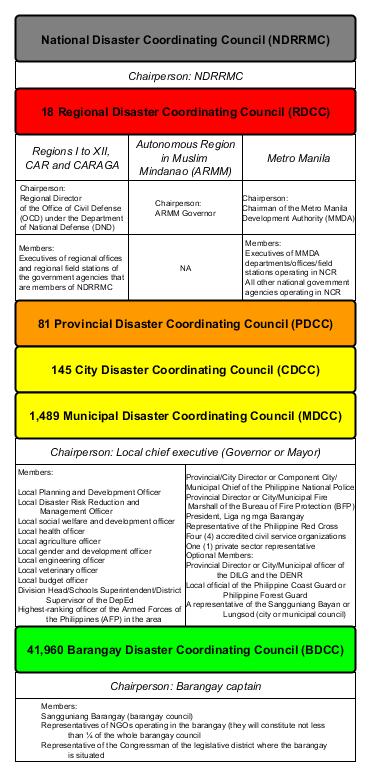 National Disaster Coordinating Council (NDRRMC)
Chairperson: NDRRMC
18 Regional Disaster Coordinating Council (RDCC)
Regions I to XII,
CAR and CARAGA
Autonomous Region
in Muslim
Mindanao (ARMM)
Metro Manila
Chairperson:
Regional Director
of the Office of Civil Defense
(OCD) under the Department
of National Defense (DND)
Chairperson:
ARMM Governor
Chairperson:
Chairman of the Metro Manila
Development Authority (MMDA)
Members:
Executives of regional offices
and regional field stations of
the government agencies that
are members of NDRRMC
NA
Members:
Executives of MMDA
departments/offices/field
stations operating in NCR
All other national government
agencies operating in NCR
81 Provincial Disaster Coordinating Council (PDCC)
145 City Disaster Coordinating Council (CDCC)
1,489 Municipal Disaster Coordinating Council (MDCC)
Chairperson: Local chief executive (Governor or Mayor)
Members:
Local Planning and Development Officer
Local Disaster Risk Reduction and
Management Officer
Local social welfare and development officer
Local health officer
Local agriculture officer
Local gender and development officer
Local engineering officer
Local veterinary officer
Local budget officer
Division Head/Schools Superintendent/District
Supervisor of the DepEd
Highest-ranking officer of the Armed Forces of
the Philippines (AFP) in the area
Provincial/City Director or Component City/
Municipal Chief of the Philippine National Police
Provincial Director or City/Municipal Fire
Marshall of the Bureau of Fire Protection (BFP)
President, Liga ng mga Barangay
Representative of the Philippine Red Cross
Four (4) accredited civil service organizations
One (1) private sector representative
Optional Members:
Provincial Director or City/Municipal officer of
the DILG and the DENR
Local official of the Philippine Coast Guard or
Philippine Forest Guard
A representative of the Sangguniang Bayan or
Lungsod (city or municipal council)
41,960 Barangay Disaster Coordinating Council (BDCC)
Chairperson: Barangay captain
Members:
Sangguniang Barangay (barangay council)
Representatives of NGOs operating in the barangay (they will constitute not less
than ¼ of the whole barangay council
Representative of the Congressman of the legislative district where the barangay
is situated